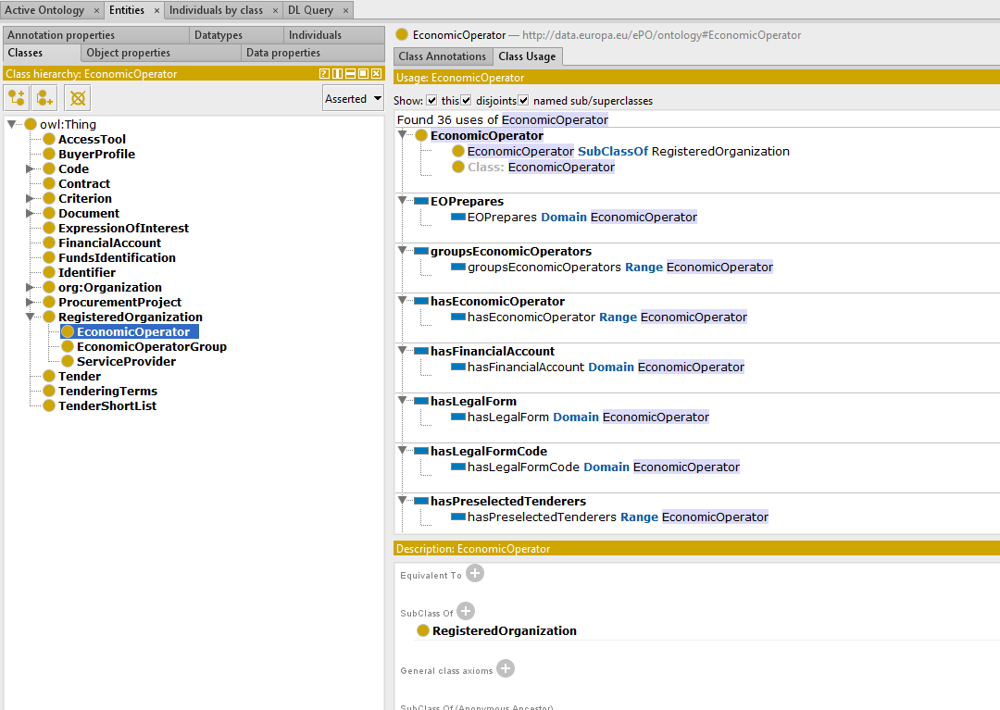 Active Ontology × Entities × Individuals by class × DL Query ×
Annotation properties Datatypes Individuals
Classes Object properties Data properties
Class hierarchy: EconomicOperator
Asserted
owl:Thing
AccessTool
BuyerProfile
Code
Contract
Criterion
Document
ExpressionOfInterest
FinancialAccount
FundsIdentification
Identifier
org:Organization
ProcurementProject
RegisteredOrganization
EconomicOperator
EconomicOperatorGroup
ServiceProvider
Tender
TenderingTerms
TenderShortList
EconomicOperator — http://data.europa.eu/ePO/ontology#EconomicOperator
Class Annotations Class Usage
Usage: EconomicOperator
Show: this disjoints named sub/superclasses
Found 36 uses of EconomicOperator
EconomicOperator
EconomicOperator SubClassOf RegisteredOrganization
Class: EconomicOperator
EOPrepares
EOPrepares Domain EconomicOperator
groupsEconomicOperators
groupsEconomicOperators Range EconomicOperator
hasEconomicOperator
hasEconomicOperator Range EconomicOperator
hasFinancialAccount
hasFinancialAccount Domain EconomicOperator
hasLegalForm
hasLegalForm Domain EconomicOperator
hasLegalFormCode
hasLegalFormCode Domain EconomicOperator
hasPreselectedTenderers
hasPreselectedTenderers Range EconomicOperator
Description: EconomicOperator
Equivalent To
SubClass Of
RegisteredOrganization
General class axioms
SubClass Of (Anonymous Ancestor)